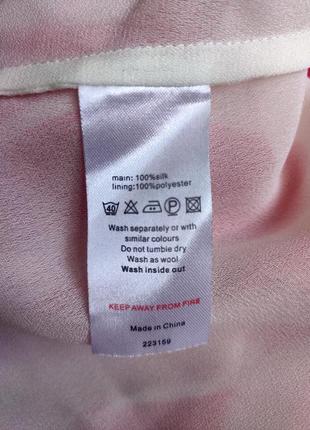 main: 100%silk
lining:100%polyester
40 P
Wash separately or with
similar colours
Do not tumble dry
Wash as wool
Wash inside out
KEEP AWAY FROM FIRE
Made in China
223159